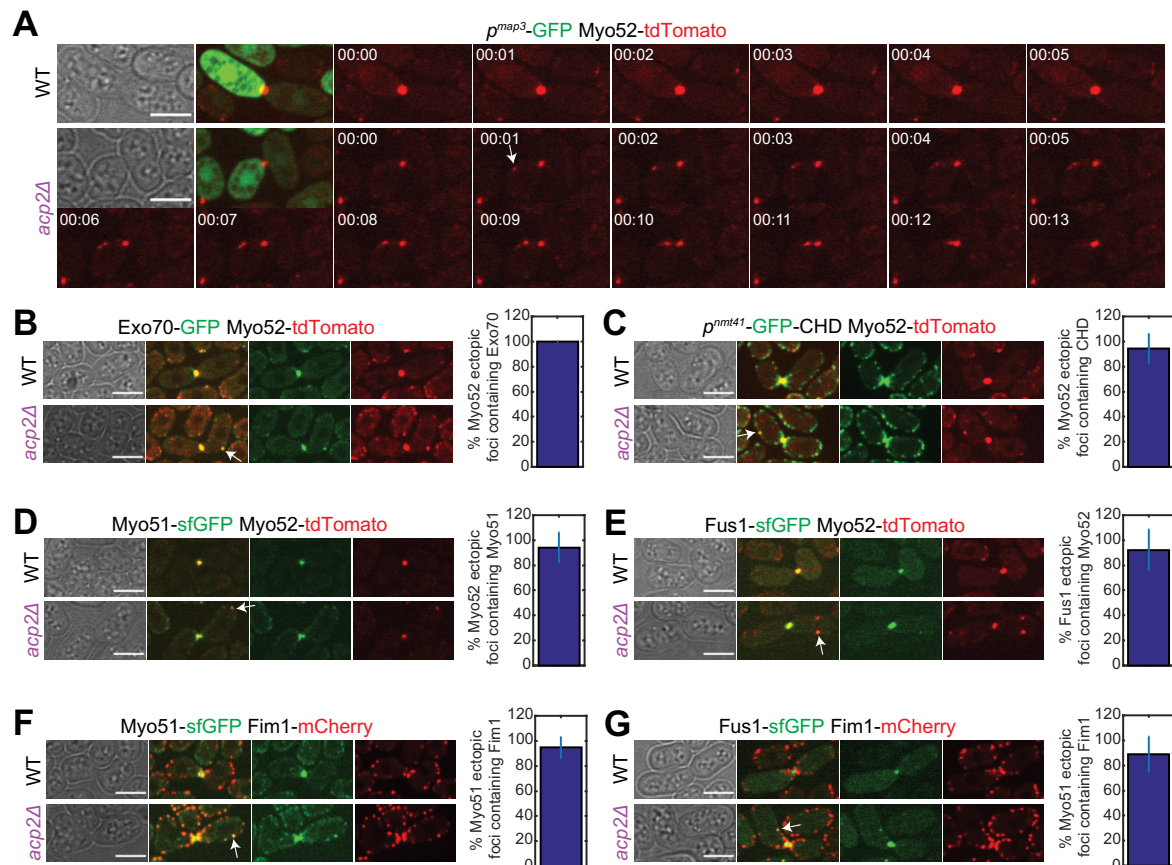 A
p^map3-GFP Myo52-tdTomato
WT
00:00 00:01 00:02 00:03 00:04 00:05
acp2Δ
00:00 00:01 00:02 00:03 00:04 00:05
00:06 00:07 00:08 00:09 00:10 00:11 00:12 00:13
B
Exo70-GFP Myo52-tdTomato
WT
acp2Δ
% Myo52 ectopic
foci containing Exo70
120
100
80
60
40
20
0
C
p^nmt41-GFP-CHD Myo52-tdTomato
WT
acp2Δ
% Myo52 ectopic
foci containing CHD
120
100
80
60
40
20
0
D
Myo51-sfGFP Myo52-tdTomato
WT
acp2Δ
% Myo52 ectopic
foci containing Myo51
120
100
80
60
40
20
0
E
Fus1-sfGFP Myo52-tdTomato
WT
acp2Δ
% Fus1 ectopic
foci containing Myo52
120
100
80
60
40
20
0
F
Myo51-sfGFP Fim1-mCherry
WT
acp2Δ
% Myo51 ectopic
foci containing Fim1
120
100
80
60
40
20
0
G
Fus1-sfGFP Fim1-mCherry
WT
acp2Δ
% Myo51 ectopic
foci containing Fim1
120
100
80
60
40
20
0